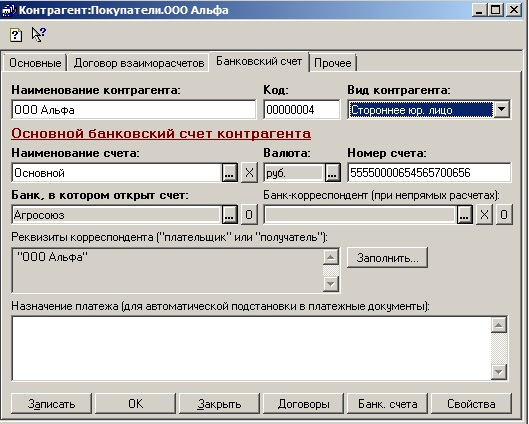 Контрагент:Покупатели.ООО Альфа
Основные Договор взаиморасчетов Банковский счет Прочее
Наименование контрагента: Код: Вид контрагента:
ООО Альфа 00000004 Стороннее юр. лицо
Основной банковский счет контрагента
Наименование счета: Валюта: Номер счета:
Основной ... X руб. ... 55550000654565700656
Банк, в котором открыт счет: Банк-корреспондент (при непрямых расчетах):
Агросоюз ... О ... X О
Реквизиты корреспондента ("плательщик" или "получатель"):
"ООО Альфа" Заполнить...
Назначение платежа (для автоматической подстановки в платежные документы):
Записать OK Закрыть Договоры Банк. счета Свойства